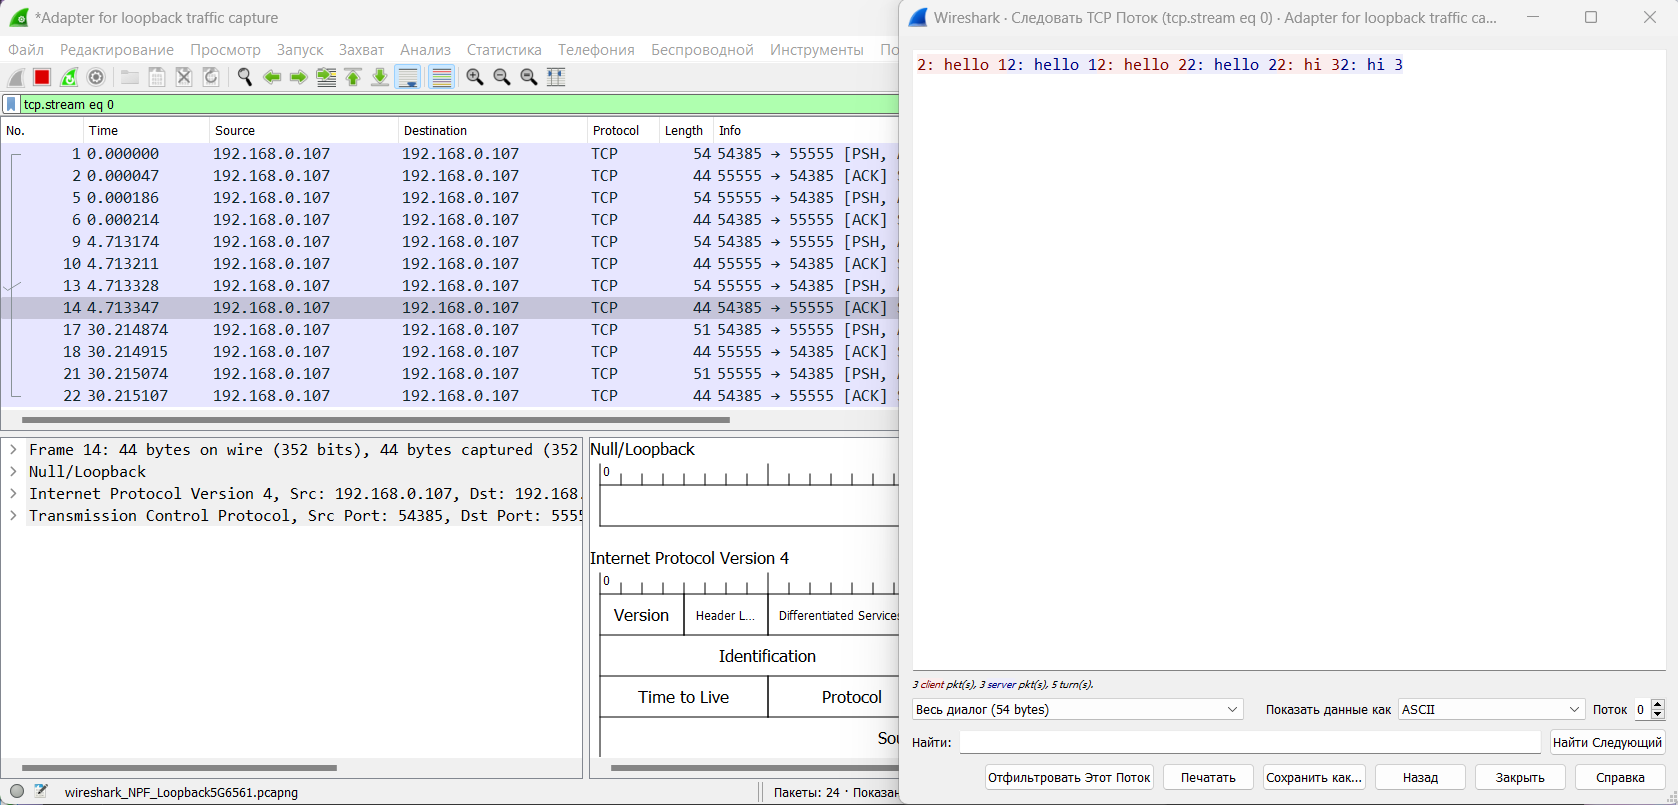 *Adapter for loopback traffic capture
Файл Редактирование Просмотр Запуск Захват Анализ Статистика Телефония Беспроводной Инструменты По
tcp.stream eq 0
No. Time Source Destination Protocol Length Info
1 0.000000 192.168.0.107 192.168.0.107 TCP 54 54385 → 55555 [PSH,
2 0.000047 192.168.0.107 192.168.0.107 TCP 44 55555 → 54385 [ACK]
5 0.000186 192.168.0.107 192.168.0.107 TCP 54 55555 → 54385 [PSH,
6 0.000214 192.168.0.107 192.168.0.107 TCP 44 54385 → 55555 [ACK]
9 4.713174 192.168.0.107 192.168.0.107 TCP 54 54385 → 55555 [PSH,
10 4.713211 192.168.0.107 192.168.0.107 TCP 44 55555 → 54385 [ACK]
13 4.713328 192.168.0.107 192.168.0.107 TCP 54 55555 → 54385 [PSH,
14 4.713347 192.168.0.107 192.168.0.107 TCP 44 54385 → 55555 [ACK]
17 30.214874 192.168.0.107 192.168.0.107 TCP 51 54385 → 55555 [PSH,
18 30.214915 192.168.0.107 192.168.0.107 TCP 44 55555 → 54385 [ACK]
21 30.215074 192.168.0.107 192.168.0.107 TCP 51 55555 → 54385 [PSH,
22 30.215107 192.168.0.107 192.168.0.107 TCP 44 54385 → 55555 [ACK]
Frame 14: 44 bytes on wire (352 bits), 44 bytes captured (352
Null/Loopback
Internet Protocol Version 4, Src: 192.168.0.107, Dst: 192.168.
Transmission Control Protocol, Src Port: 54385, Dst Port: 5555
Null/Loopback
0
Internet Protocol Version 4
0
Version Header L... Differentiated Services
Identification
Time to Live Protocol
Sou
wireshark_NPF_Loopback5G6561.pcapng
Пакеты: 24 · Показан
Wireshark · Следовать TCP Поток (tcp.stream eq 0) · Adapter for loopback traffic ca...
2: hello 12: hello 12: hello 22: hello 22: hi 32: hi 3
3 client pkt(s), 3 server pkt(s), 5 turn(s).
Весь диалог (54 bytes) Показать данные как ASCII Поток 0
Найти: Найти Следующий
Отфильтровать Этот Поток Печатать Сохранить как... Назад Закрыть Справка